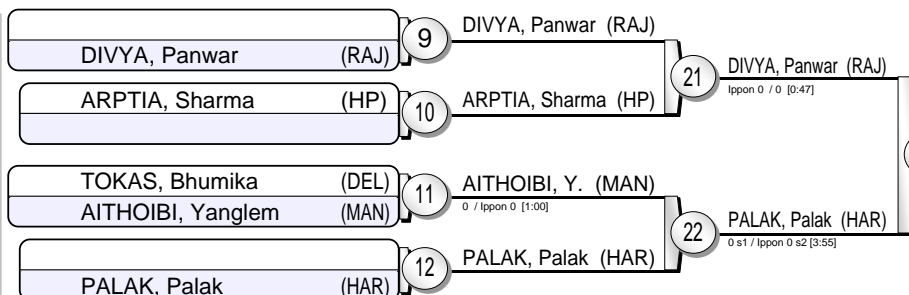 DIVYA, Panwar (RAJ)
9
DIVYA, Panwar (RAJ)
ARPTIA, Sharma (HP)
10
ARPTIA, Sharma (HP)
21
DIVYA, Panwar (RAJ)
Ippon 0 / 0 [0:47]
TOKAS, Bhumika (DEL)
AITHOIBI, Yanglem (MAN)
11
AITHOIBI, Y. (MAN)
0 / Ippon 0 [1:00]
PALAK, Palak (HAR)
12
PALAK, Palak (HAR)
22
PALAK, Palak (HAR)
0 s1 / Ippon 0 s2 [3:55]